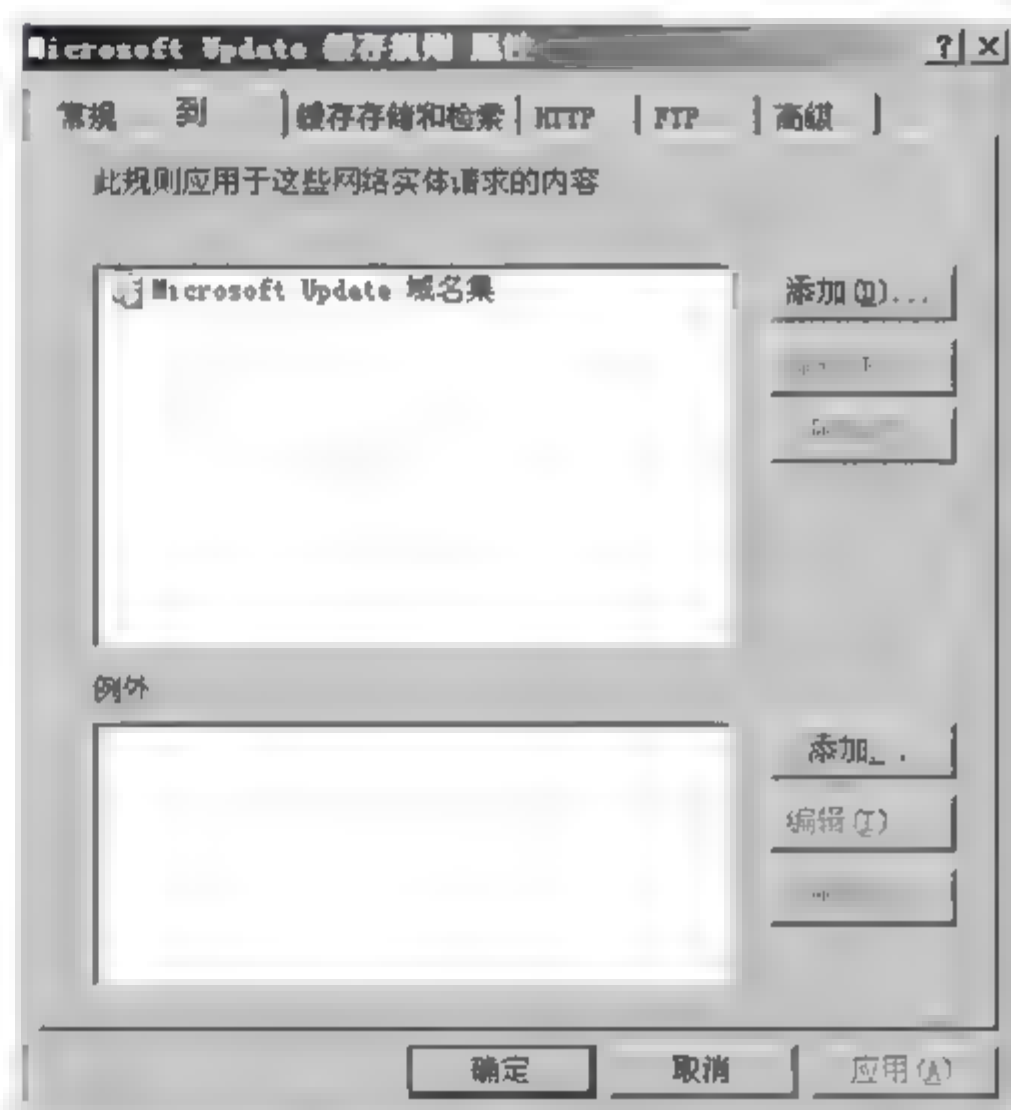 Microsoft Update 缓存规则 属性
常规 到 缓存存储和检索 HTTP FTP 高级
此规则应用于这些网络实体请求的内容
Microsoft Update 域名集
添加(D)...
例外
添加
编辑(T)
确定 取消 应用(A)